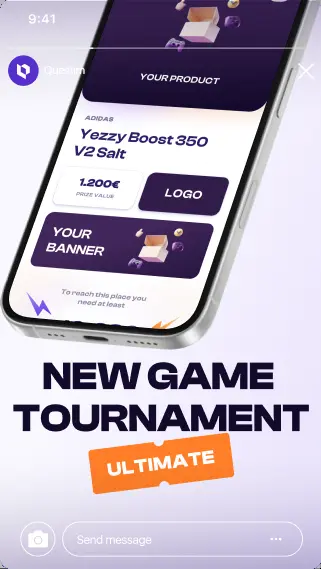 9:41
YOUR PRODUCT
ADIDAS
Yezzy Boost 350
V2 Salt
1.200€
PRIZE VALUE
LOGO
YOUR
BANNER
To reach this place you
need at least
NEW GAME
TOURNAMENT
ULTIMATE
Send message